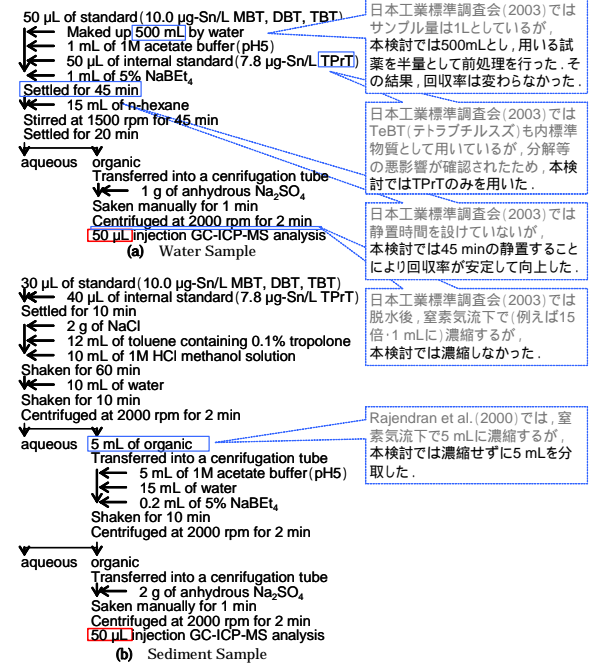 50 µL of standard (10.0 µg-Sn/L MBT, DBT, TBT)
Made up 500 mL by water
1 mL of 1M acetate buffer(pH5)
50 µL of internal standard (7.8 µg-Sn/L TPrT)
1 mL of 5% NaBEt4
Settled for 45 min
15 mL of n-hexane
Stirred at 1500 rpm for 45 min
Settled for 20 min
aqueous organic
Transferred into a cenrifugation tube
1 g of anhydrous Na2SO4
Saken manually for 1 min
Centrifuged at 2000 rpm for 2 min
50 µL injection GC-ICP-MS analysis
(a) Water Sample
30 µL of standard (10.0 µg-Sn/L MBT, DBT, TBT)
40 µL of internal standard (7.8 µg-Sn/L TPrT)
Settled for 10 min
2 g of NaCl
12 mL of toluene containing 0.1% tropolone
10 mL of 1M HCl methanol solution
Shaken for 60 min
10 mL of water
Shaken for 10 min
Centrifuged at 2000 rpm for 2 min
aqueous 5 mL of organic
Transferred into a cenrifugation tube
5 mL of 1M acetate buffer(pH5)
15 mL of water
0.2 mL of 5% NaBEt4
Shaken for 10 min
Centrifuged at 2000 rpm for 2 min
aqueous organic
Transferred into a cenrifugation tube
2 g of anhydrous Na2SO4
Saken manually for 1 min
Centrifuged at 2000 rpm for 2 min
50 µL injection GC-ICP-MS analysis
(b) Sediment Sample
日本工業標準調査会(2003)では
サンプル量は1Lとしているが,
本検討では500mLとし,用いる試
薬を半量として前処理を行った.そ
の結果,回収率は変わらなかった.
日本工業標準調査会(2003)では
TeBT(テトラブチルスズ)も内標準
物質として用いているが,分解等
の悪影響が確認されたため,本検
討ではTPrTのみを用いた.
日本工業標準調査会(2003)では
静置時間を設けていないが,
本検討では45 minの静置すること
により回収率が安定して向上した.
日本工業標準調査会(2003)では
脱水後,窒素気流下で(例えば15
倍・1 mLに)濃縮するが,
本検討では濃縮しなかった.
Rajendran et al.(2000)では,窒
素気流下で5 mLに濃縮するが,
本検討では濃縮せずに5 mLを分
取した.